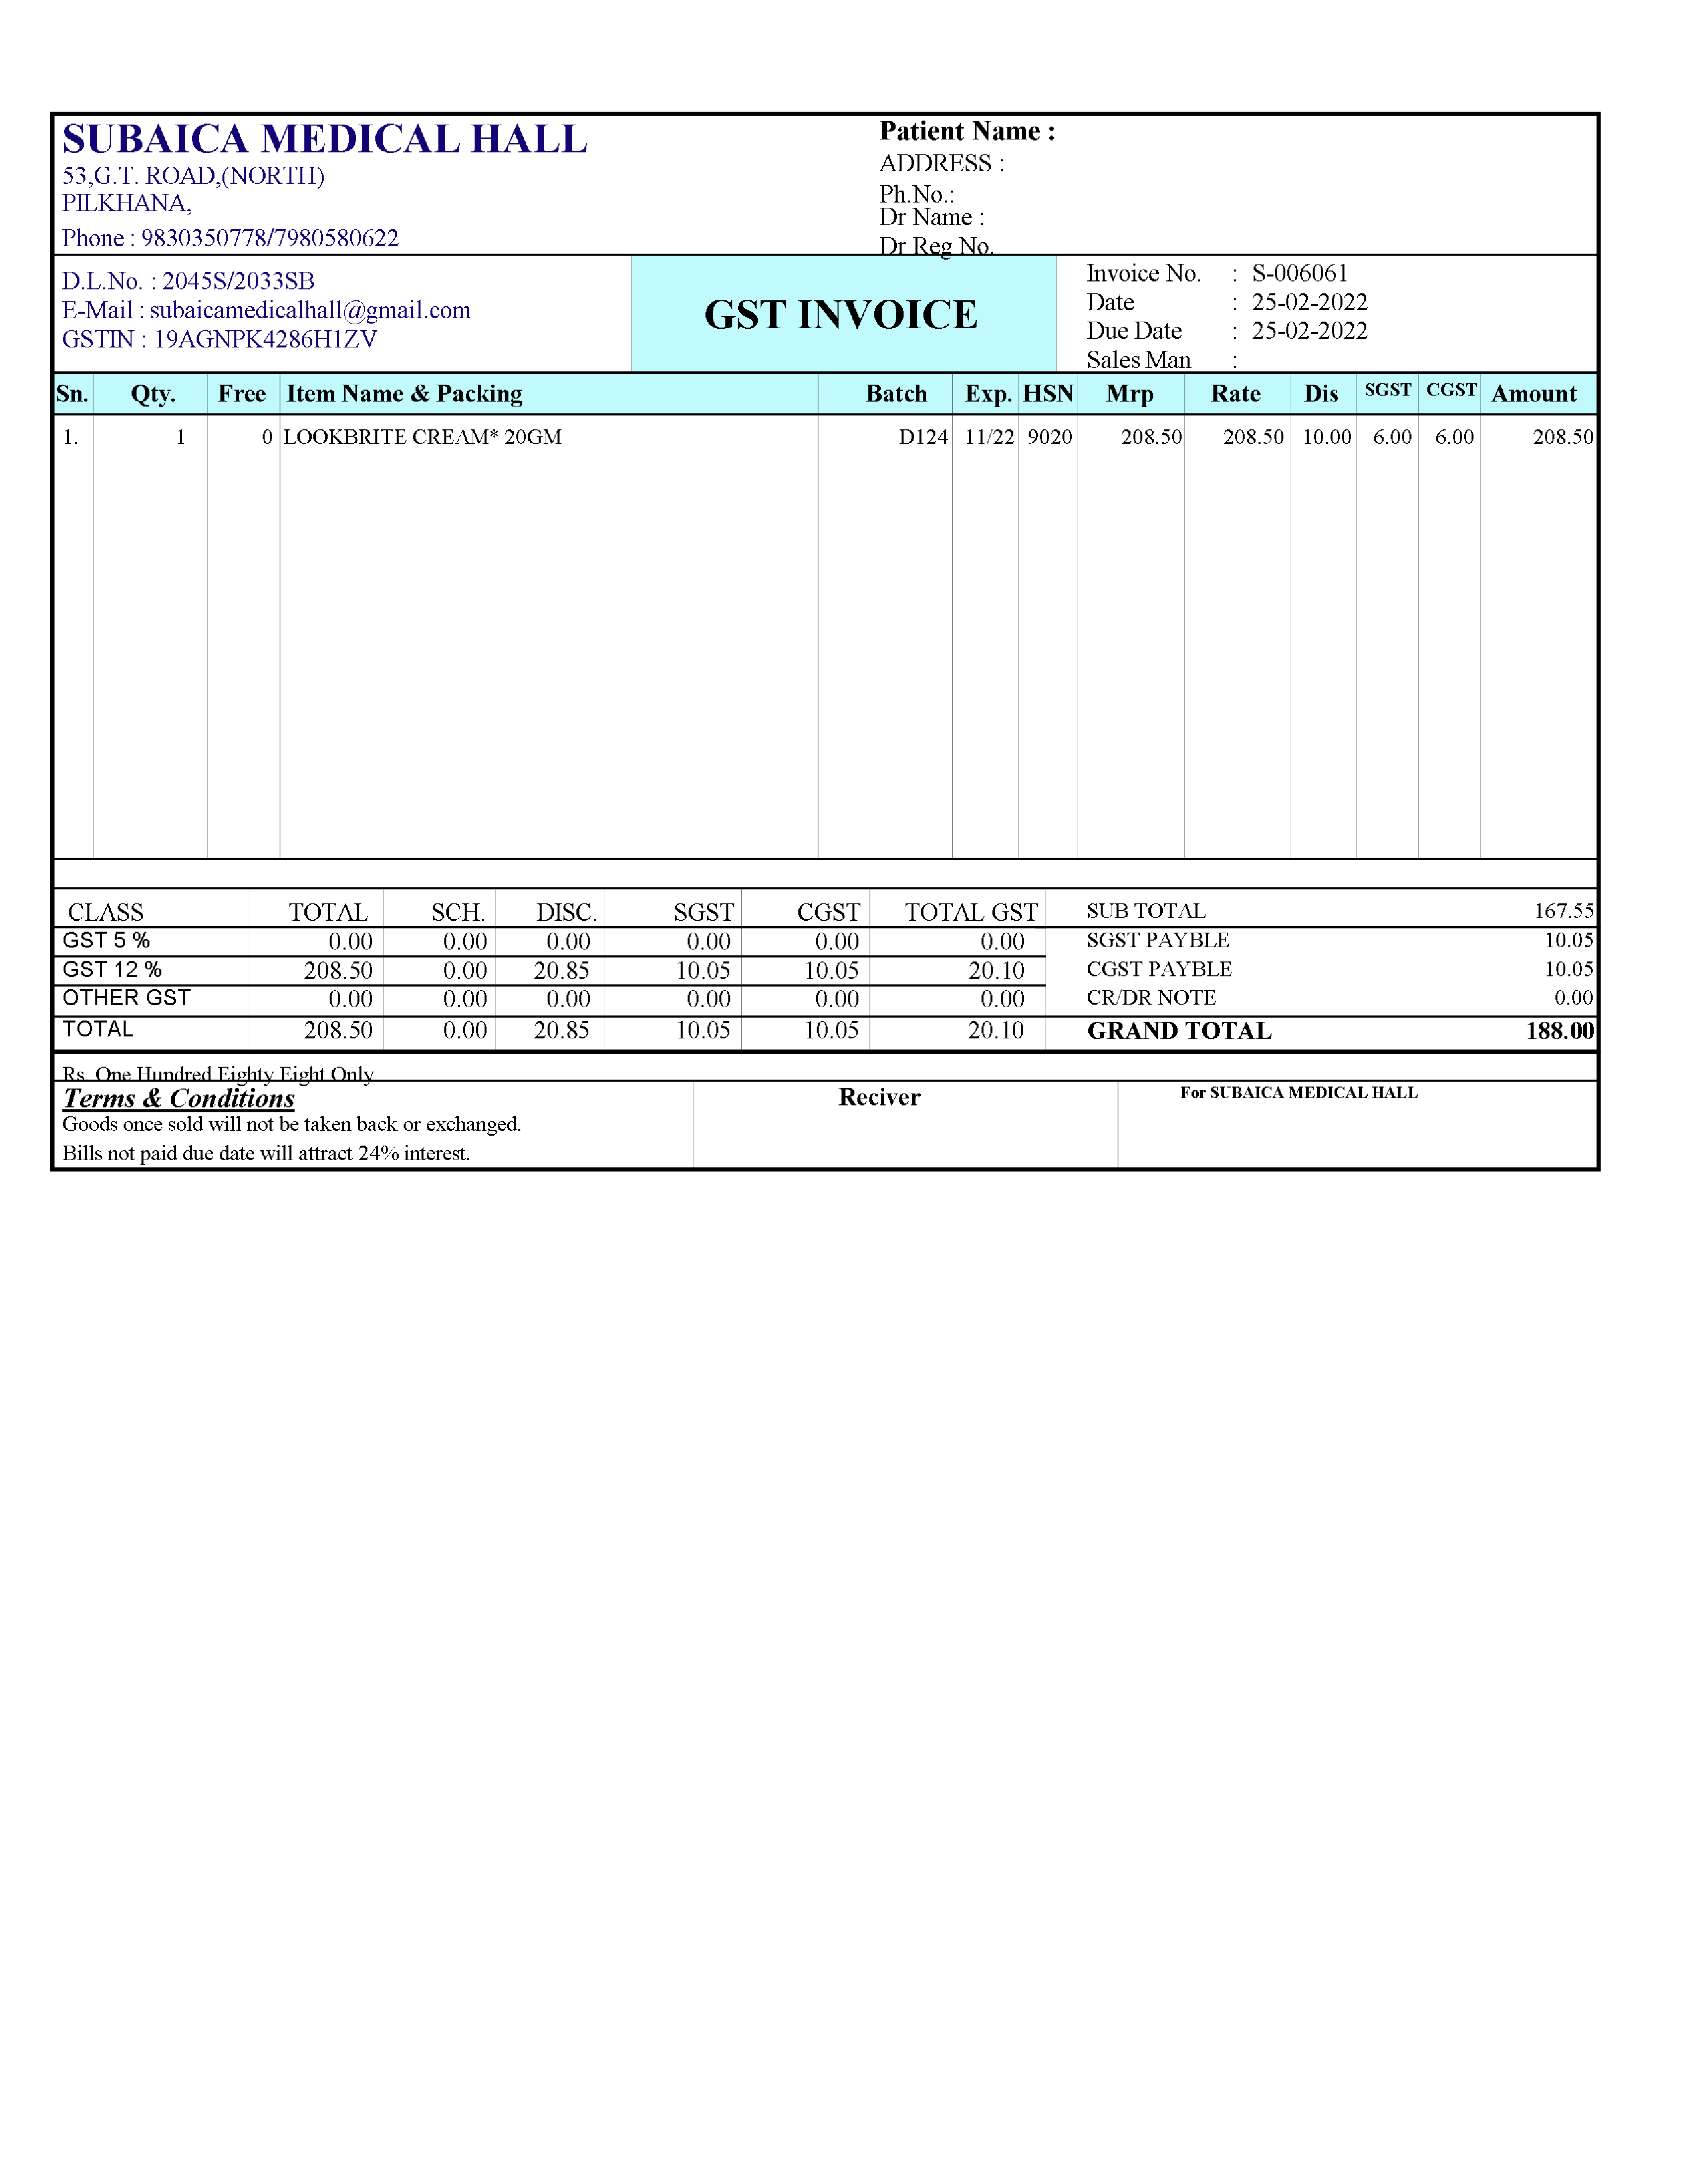 SUBAICA MEDICAL HALL
53,G.T. ROAD,(NORTH)
PILKHANA,
Phone : 9830350778/7980580622
Patient Name :
ADDRESS :
Ph.No.:
Dr Name :
Dr Reg No.
D.L.No. : 2045S/2033SB
E-Mail : subaicamedicalhall@gmail.com
GSTIN : 19AGNPK4286H1ZV
GST INVOICE
Invoice No. : S-006061
Date : 25-02-2022
Due Date : 25-02-2022
Sales Man :
Sn. Qty. Free Item Name & Packing Batch Exp. HSN Mrp Rate Dis SGST CGST Amount
1. 1 0 LOOKBRITE CREAM* 20GM D124 11/22 9020 208.50 208.50 10.00 6.00 6.00 208.50
CLASS TOTAL SCH. DISC. SGST CGST TOTAL GST
GST 5 % 0.00 0.00 0.00 0.00 0.00 0.00
GST 12 % 208.50 0.00 20.85 10.05 10.05 20.10
OTHER GST 0.00 0.00 0.00 0.00 0.00 0.00
TOTAL 208.50 0.00 20.85 10.05 10.05 20.10
SUB TOTAL 167.55
SGST PAYBLE 10.05
CGST PAYBLE 10.05
CR/DR NOTE 0.00
GRAND TOTAL 188.00
Rs. One Hundred Eighty Eight Only
Terms & Conditions
Goods once sold will not be taken back or exchanged.
Bills not paid due date will attract 24% interest.
Reciver
For SUBAICA MEDICAL HALL